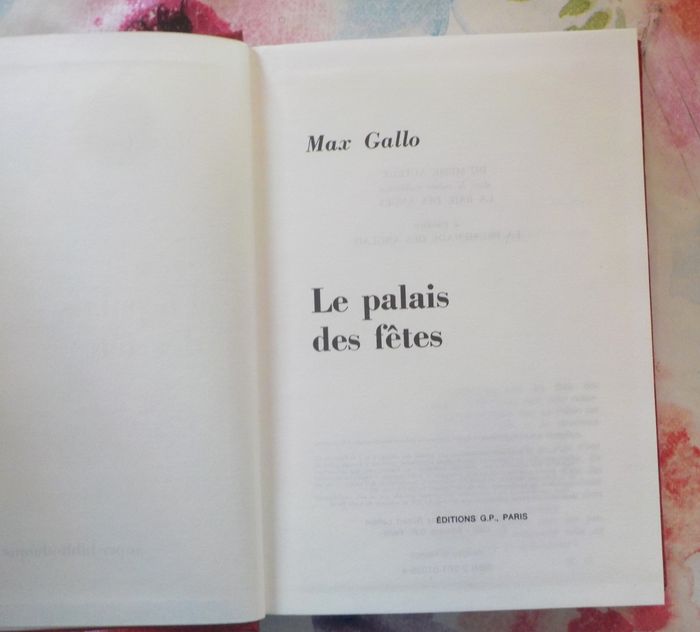 Max Gallo
Le palais
des fêtes
ÉDITIONS G.P., PARIS